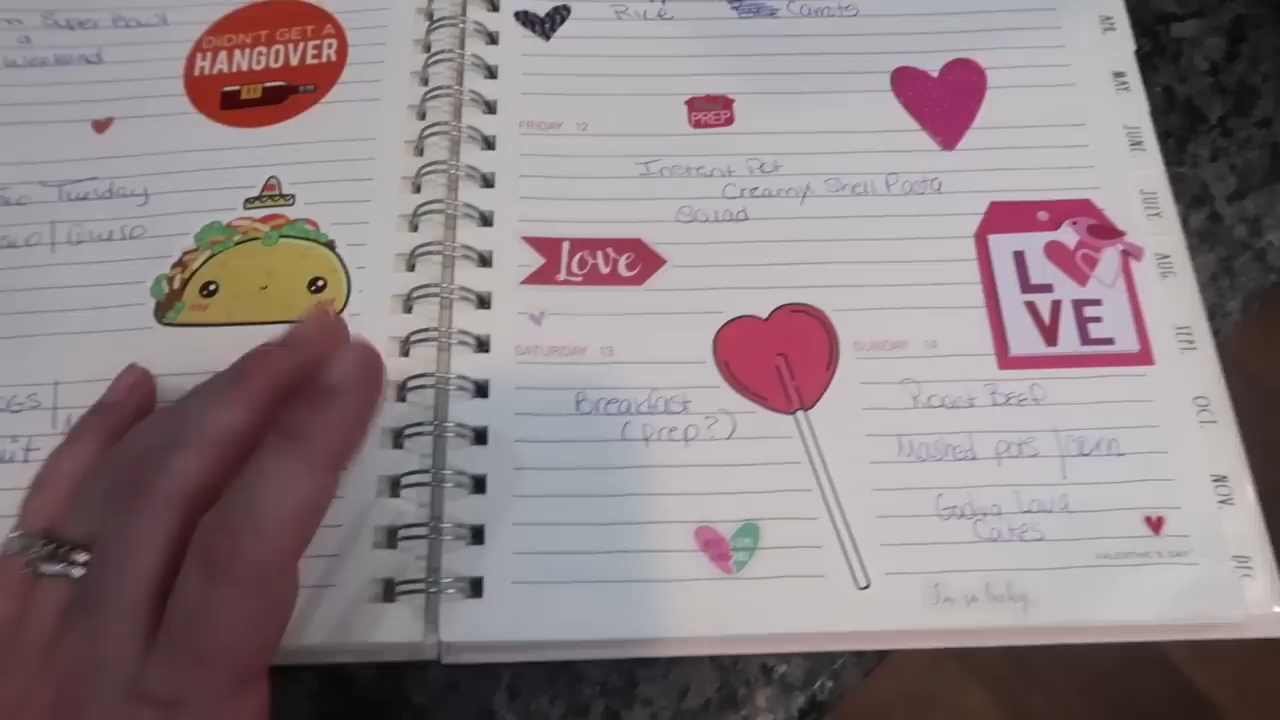 Super Bowl
a
weekend
DIDN'T GET A
HANGOVER
Tuesday
Queso
Rice Carrots
FRIDAY 12
PREP
Instant Pot
Creamy Shell Pasta
Salad
Love
LOVE
SATURDAY 13
Breakfast
(prep?)
SUNDAY 14
Roast BEEF
Mashed pots / corn
Lava
Cakes
VALENTINE'S DAY
I'm so lucky
APR.
MAY.
JUNE.
JULY.
AUG.
SEPT.
OCT.
NOV.
DEC